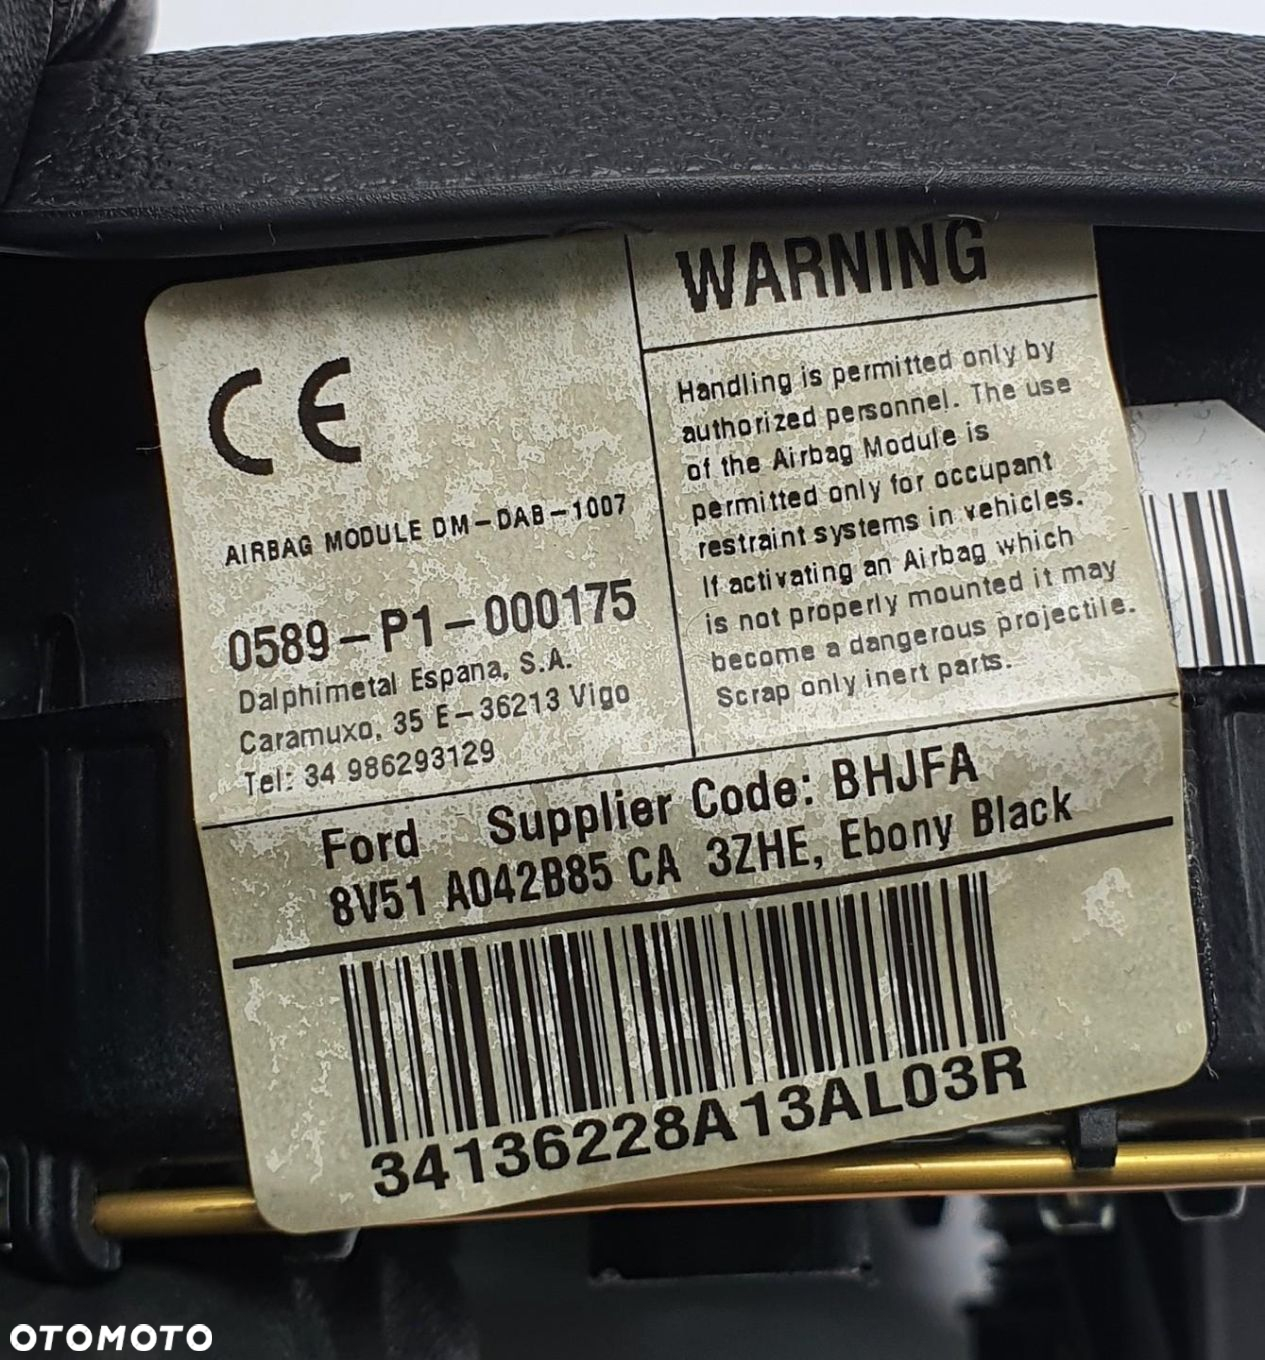 CE
AIRBAG MODULE DM-DAB-1007
0589-P1-000175
Dalphimetal Espana, S.A.
Caramuxo, 35 E-36213 Vigo
Tel: 34 986293129
WARNING
Handling is permitted only by
authorized personnel. The use
of the Airbag Module is
permitted only for occupant
restraint systems in vehicles.
If activating an Airbag which
is not properly mounted it may
become a dangerous projectile.
Scrap only inert parts.
Ford Supplier Code: BHJFA
8V51 A042B85 CA 3ZHE, Ebony Black
34136228A13AL03R
OTOMOTO